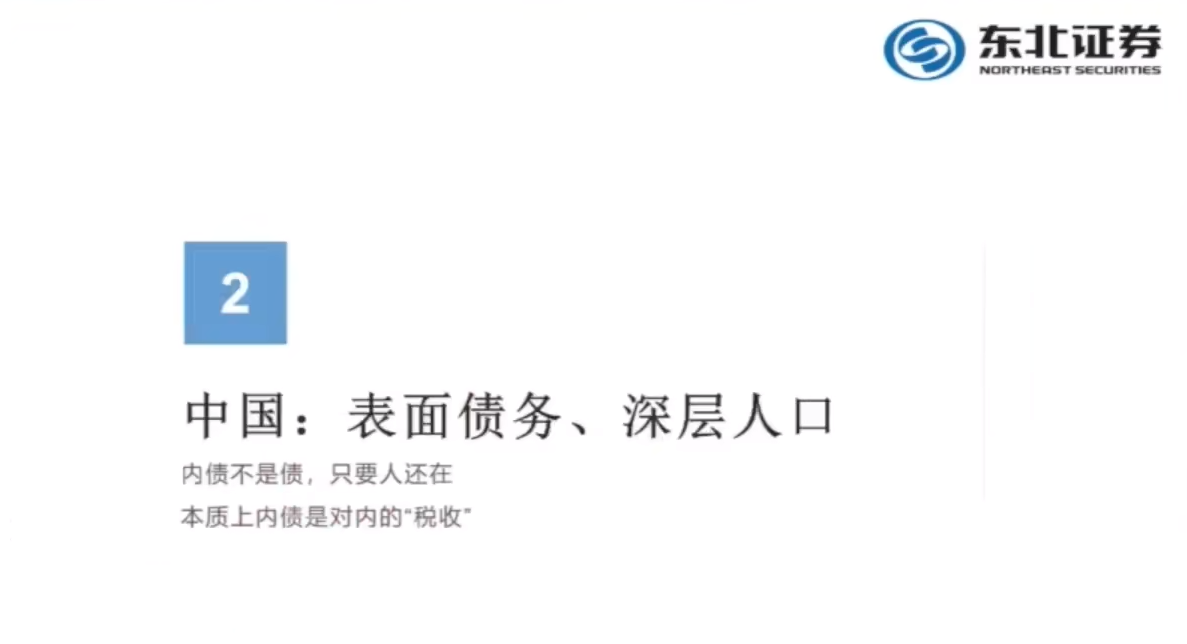 东北证券
NORTHEAST SECURITIES
2
中国：表面债务、深层人口
内债不是债，只要人还在
本质上内债是对内的“税收”